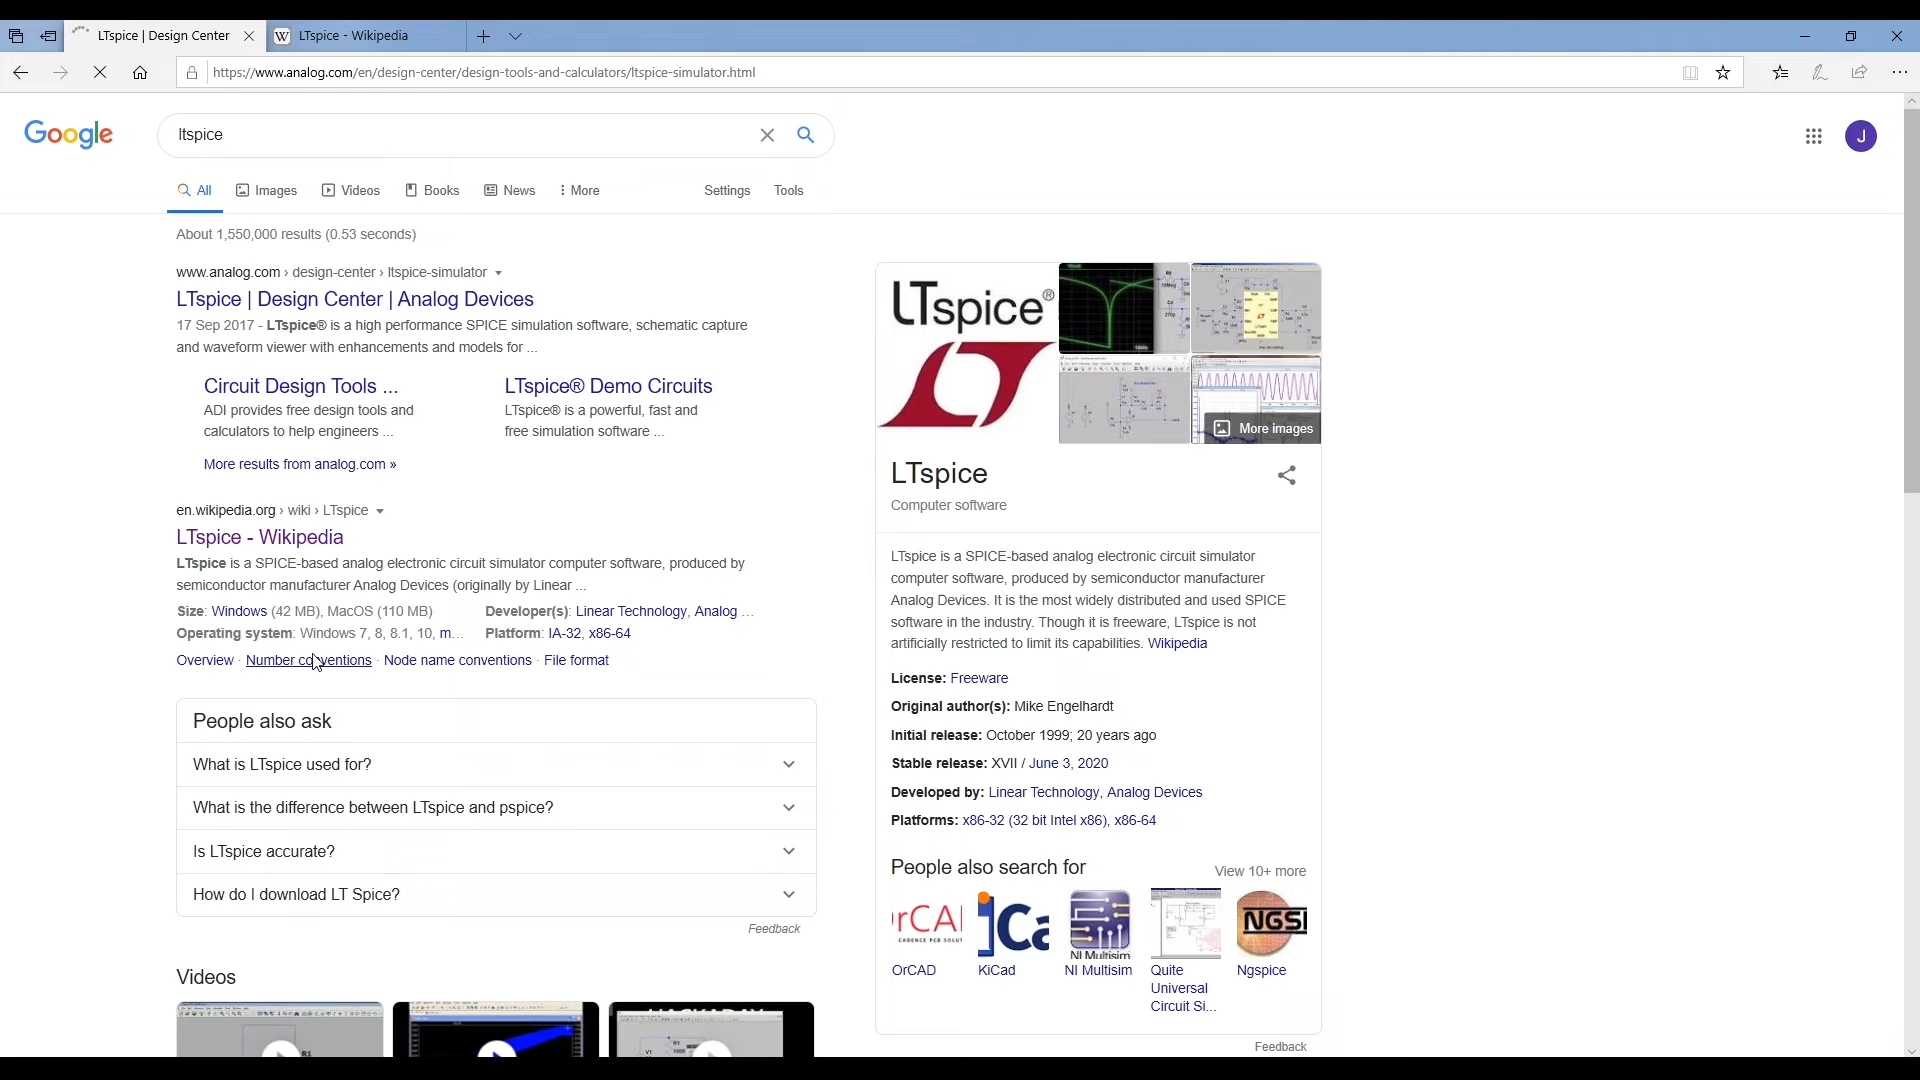 LTspice | Design Center
LTspice - Wikipedia
https://www.analog.com/en/design-center/design-tools-and-calculators/ltspice-simulator.html
Google
ltspice
J
All
Images
Videos
Books
News
More
Settings
Tools
About 1,550,000 results (0.53 seconds)
www.analog.com › design-center › ltspice-simulator
LTspice | Design Center | Analog Devices
17 Sep 2017 - LTspice® is a high performance SPICE simulation software, schematic capture
and waveform viewer with enhancements and models for ...
Circuit Design Tools ...
ADI provides free design tools and
calculators to help engineers ...
LTspice® Demo Circuits
LTspice® is a powerful, fast and
free simulation software ...
More results from analog.com »
en.wikipedia.org › wiki › LTspice
LTspice - Wikipedia
LTspice is a SPICE-based analog electronic circuit simulator computer software, produced by
semiconductor manufacturer Analog Devices (originally by Linear ...
Size: Windows (42 MB), MacOS (110 MB)
Developer(s): Linear Technology, Analog ...
Operating system: Windows 7, 8, 8.1, 10, m...
Platform: IA-32, x86-64
Overview · Number conventions · Node name conventions · File format
People also ask
What is LTspice used for?
What is the difference between LTspice and pspice?
Is LTspice accurate?
How do I download LT Spice?
Feedback
Videos
R1
HACKADAY
V1
R1
1000
LTspice®
More images
LTspice
Computer software
LTspice is a SPICE-based analog electronic circuit simulator
computer software, produced by semiconductor manufacturer
Analog Devices. It is the most widely distributed and used SPICE
software in the industry. Though it is freeware, LTspice is not
artificially restricted to limit its capabilities. Wikipedia
License: Freeware
Original author(s): Mike Engelhardt
Initial release: October 1999; 20 years ago
Stable release: XVII / June 3, 2020
Developed by: Linear Technology, Analog Devices
Platforms: x86-32 (32 bit Intel x86), x86-64
People also search for
View 10+ more
rCA
CADENCE PCB SOLUT
Ca
NI Multisim
NGSI
OrCAD
KiCad
NI Multisim
Quite
Universal
Circuit Si...
Ngspice
Feedback